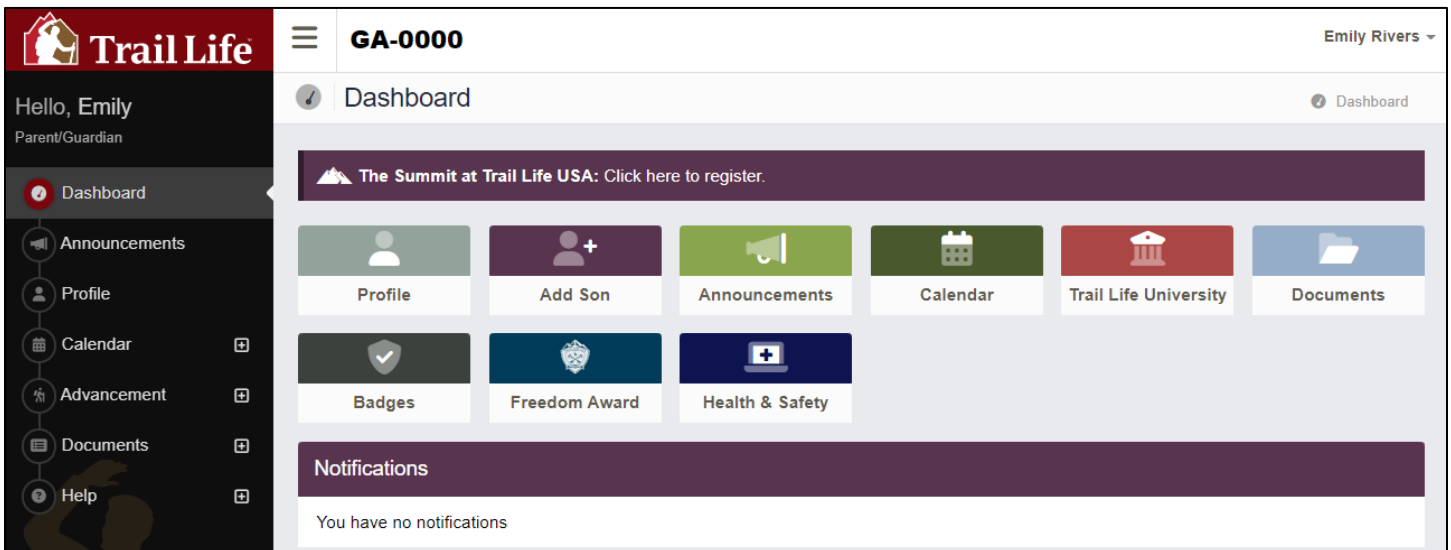 Trail Life
GA-0000
Emily Rivers
Hello, Emily
Parent/Guardian
Dashboard
Announcements
Profile
Calendar
Advancement
Documents
Help
Dashboard
Dashboard
The Summit at Trail Life USA: Click here to register.
Profile
Add Son
Announcements
Calendar
Trail Life University
Documents
Badges
Freedom Award
Health & Safety
Notifications
You have no notifications